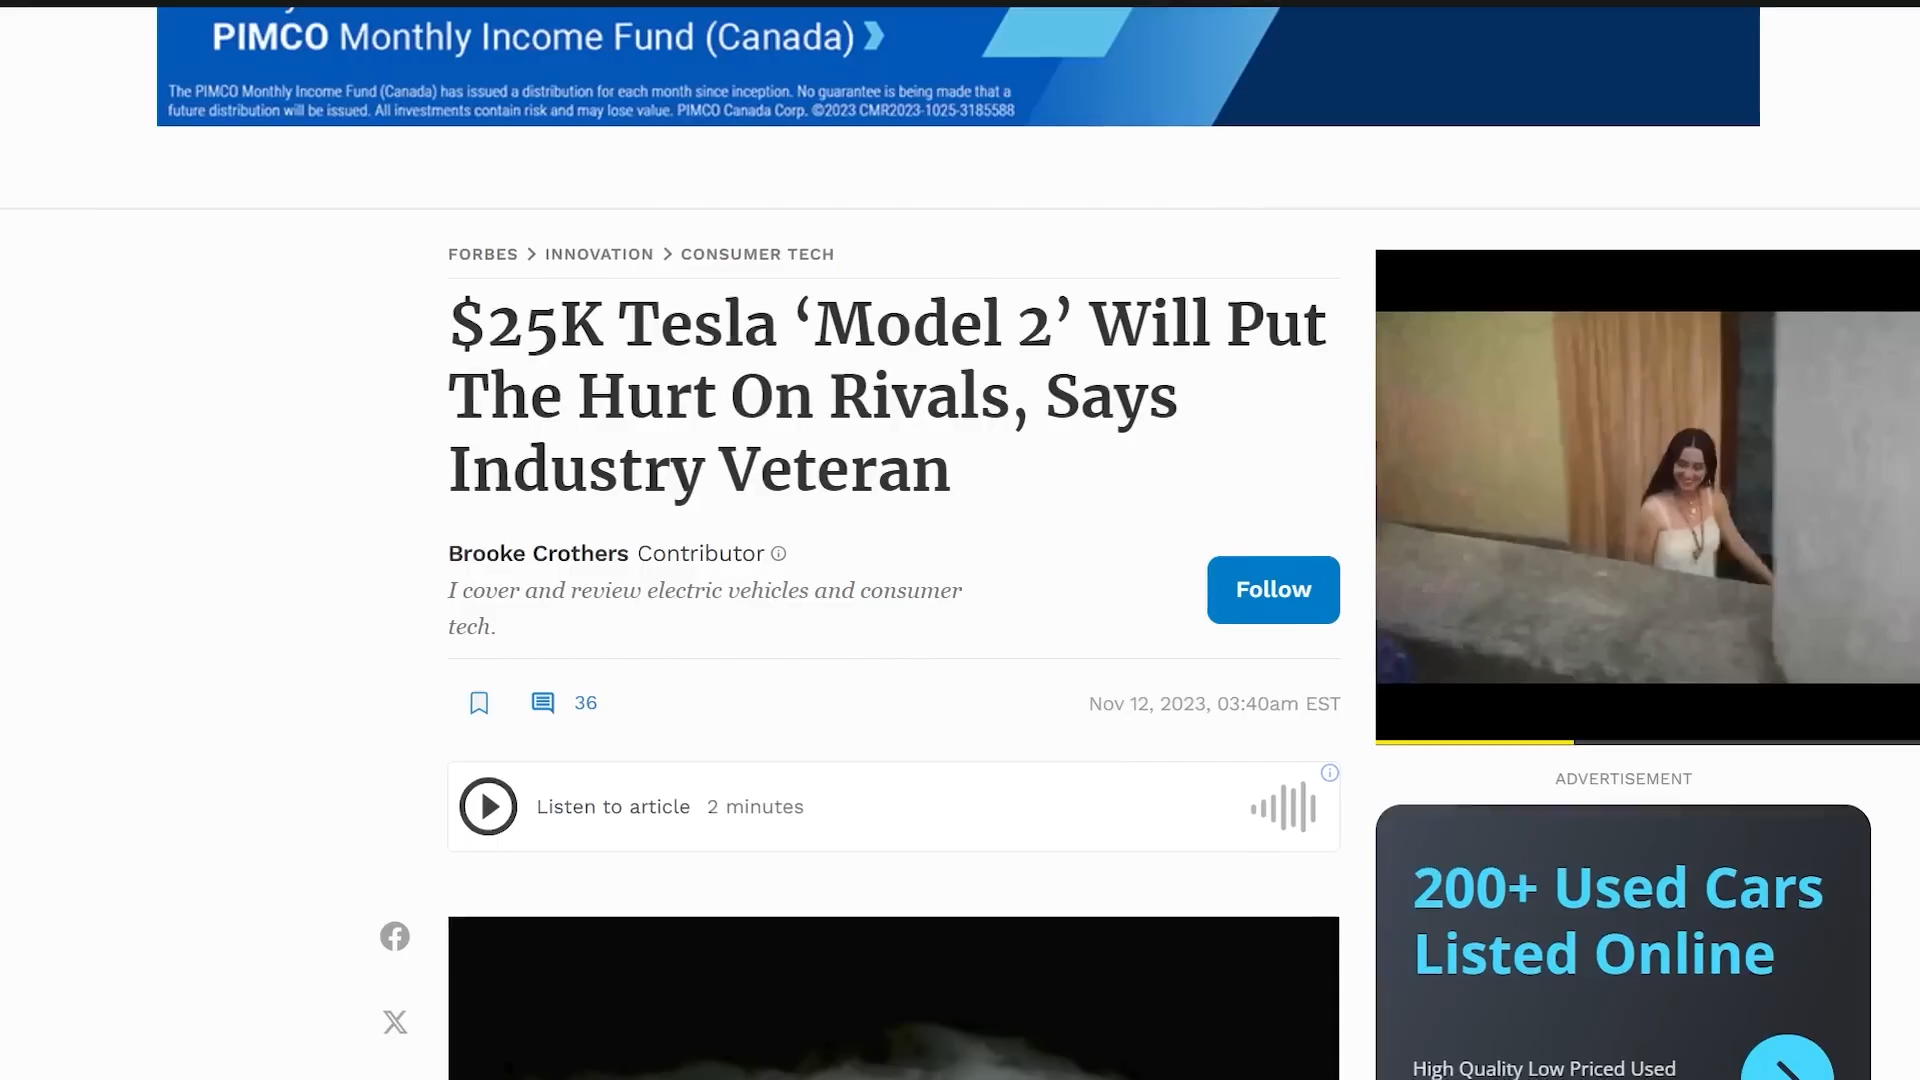 PIMCO Monthly Income Fund (Canada)
The PIMCO Monthly Income Fund (Canada) has issued a distribution for each month since inception. No guarantee is being made that a
future distribution will be issued. All investments contain risk and may lose value. PIMCO Canada Corp. ©2023 CMR2023-1025-3185588
FORBES > INNOVATION > CONSUMER TECH
$25K Tesla ‘Model 2’ Will Put
The Hurt On Rivals, Says
Industry Veteran
Brooke Crothers Contributor
I cover and review electric vehicles and consumer
tech.
Follow
36
Nov 12, 2023, 03:40am EST
Listen to article 2 minutes
ADVERTISEMENT
200+ Used Cars
Listed Online
High Quality Low Priced Used